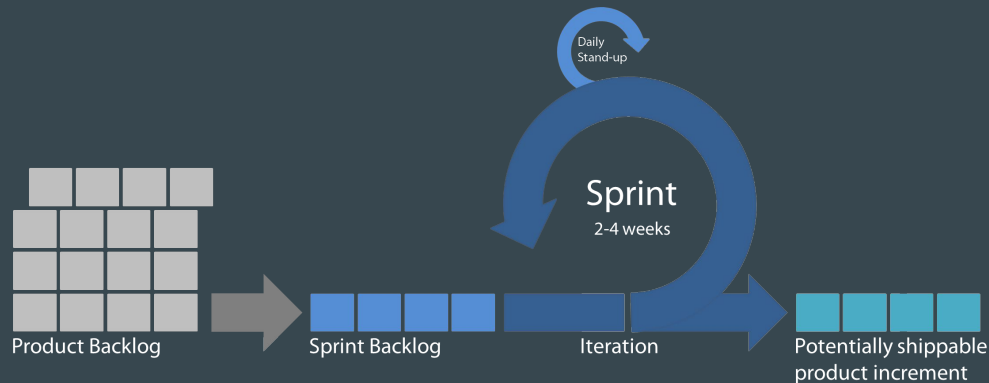 Daily
Stand-up
Sprint
2-4 weeks
Product Backlog
Sprint Backlog
Iteration
Potentially shippable
product increment